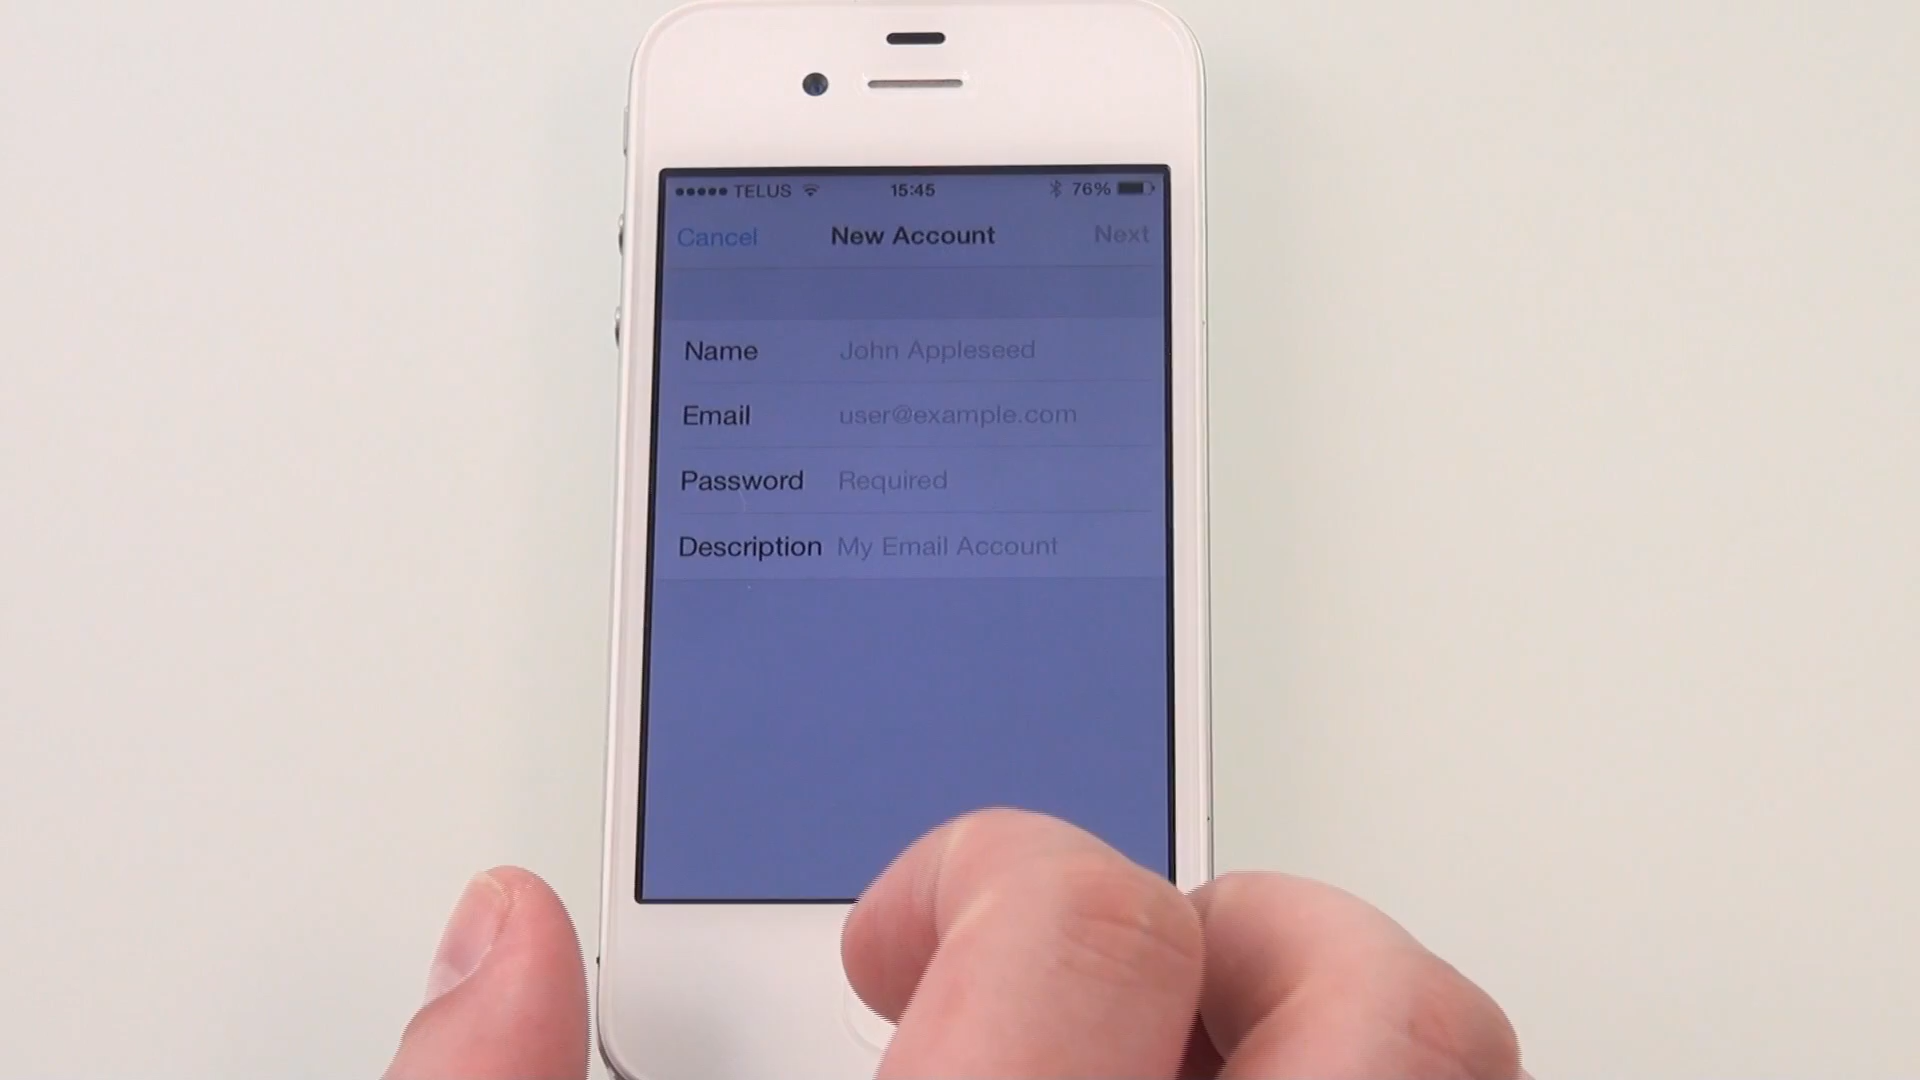 TELUS 15:45 76%
Cancel New Account Next
Name John Appleseed
Email user@example.com
Password Required
Description My Email Account